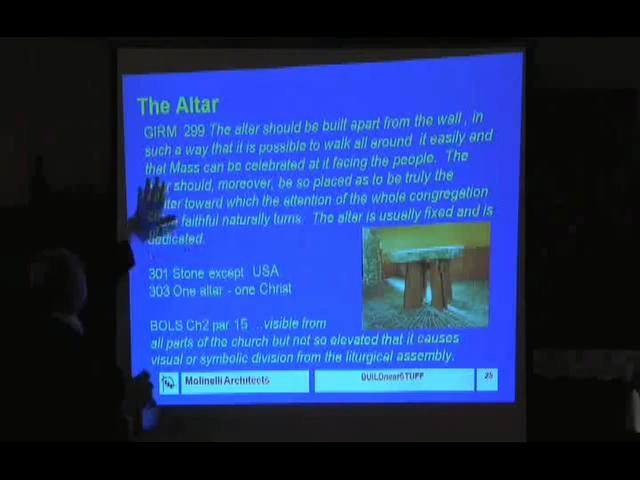 The Altar
GIRM 299 The altar should be built apart from the wall, in
such a way that it is possible to walk all around it easily and
that Mass can be celebrated at it facing the people. The
should, moreover, be so placed as to be truly the
toward which the attention of the whole congregation
faithful naturally turns. The altar is usually fixed and is
dedicated.
301 Stone except USA
303 One altar - one Christ
BOLS Ch2 par 15 ..visible from
all parts of the church but not so elevated that it causes
visual or symbolic division from the liturgical assembly.
Molinelli Architects
BUILDnearSTUFF
25